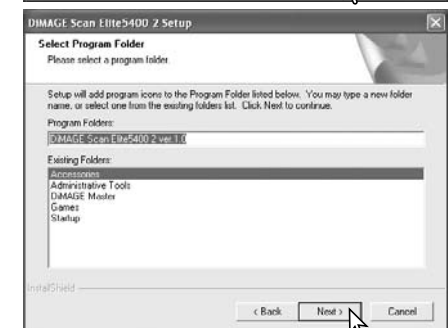 DiMAGE Scan Elite5400 2 Setup
Select Program Folder
Please select a program folder.
Setup will add program icons to the Program Folder listed below. You may type a new folder
name, or select one from the existing folders list. Click Next to continue.
Program Folders:
DiMAGE Scan Elite5400 2 ver.1.0
Existing Folders:
Accessories
Administrative Tools
DiMAGE Master
Games
Startup
InstallShield
< Back
Next >
Cancel